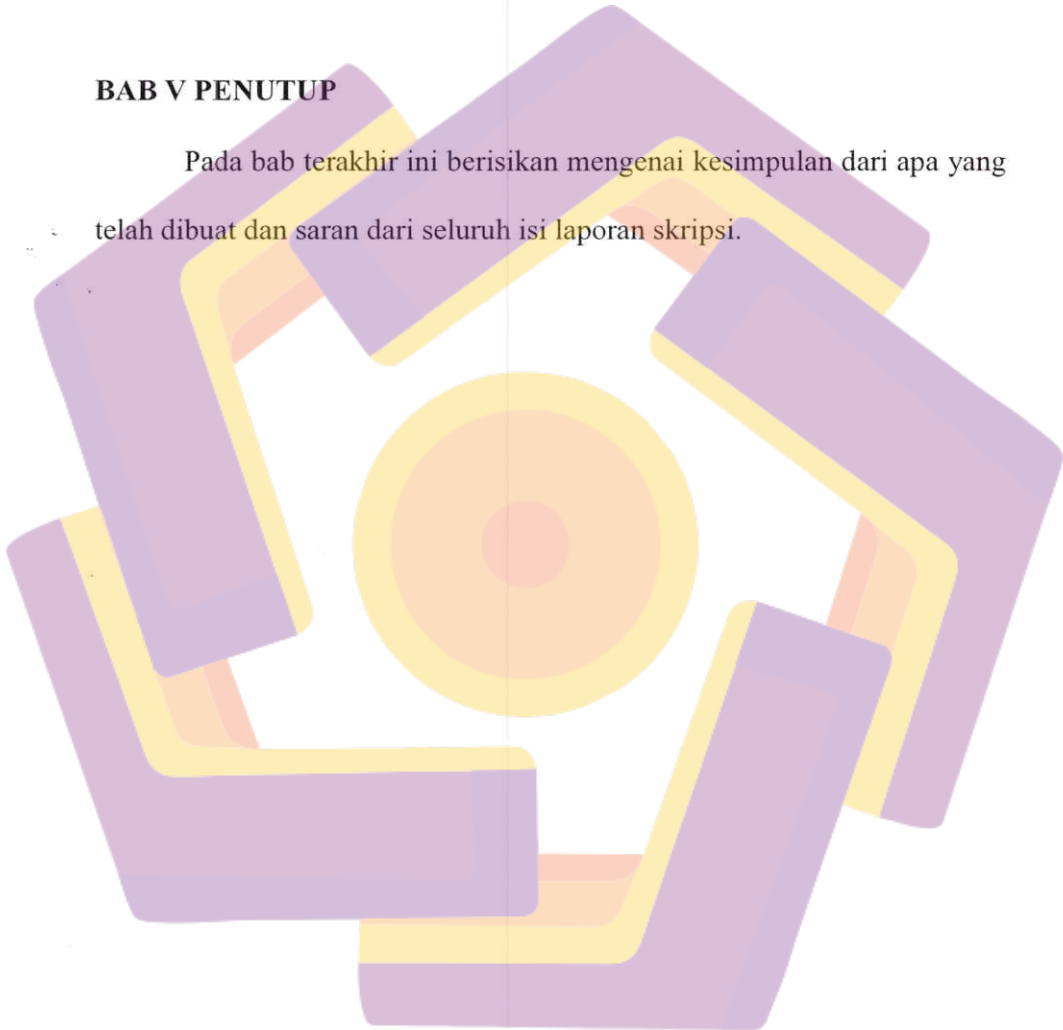 BAB V PENUTUP
Pada bab terakhir ini berisikan mengenai kesimpulan dari apa yang
telah dibuat dan saran dari seluruh isi laporan skripsi.